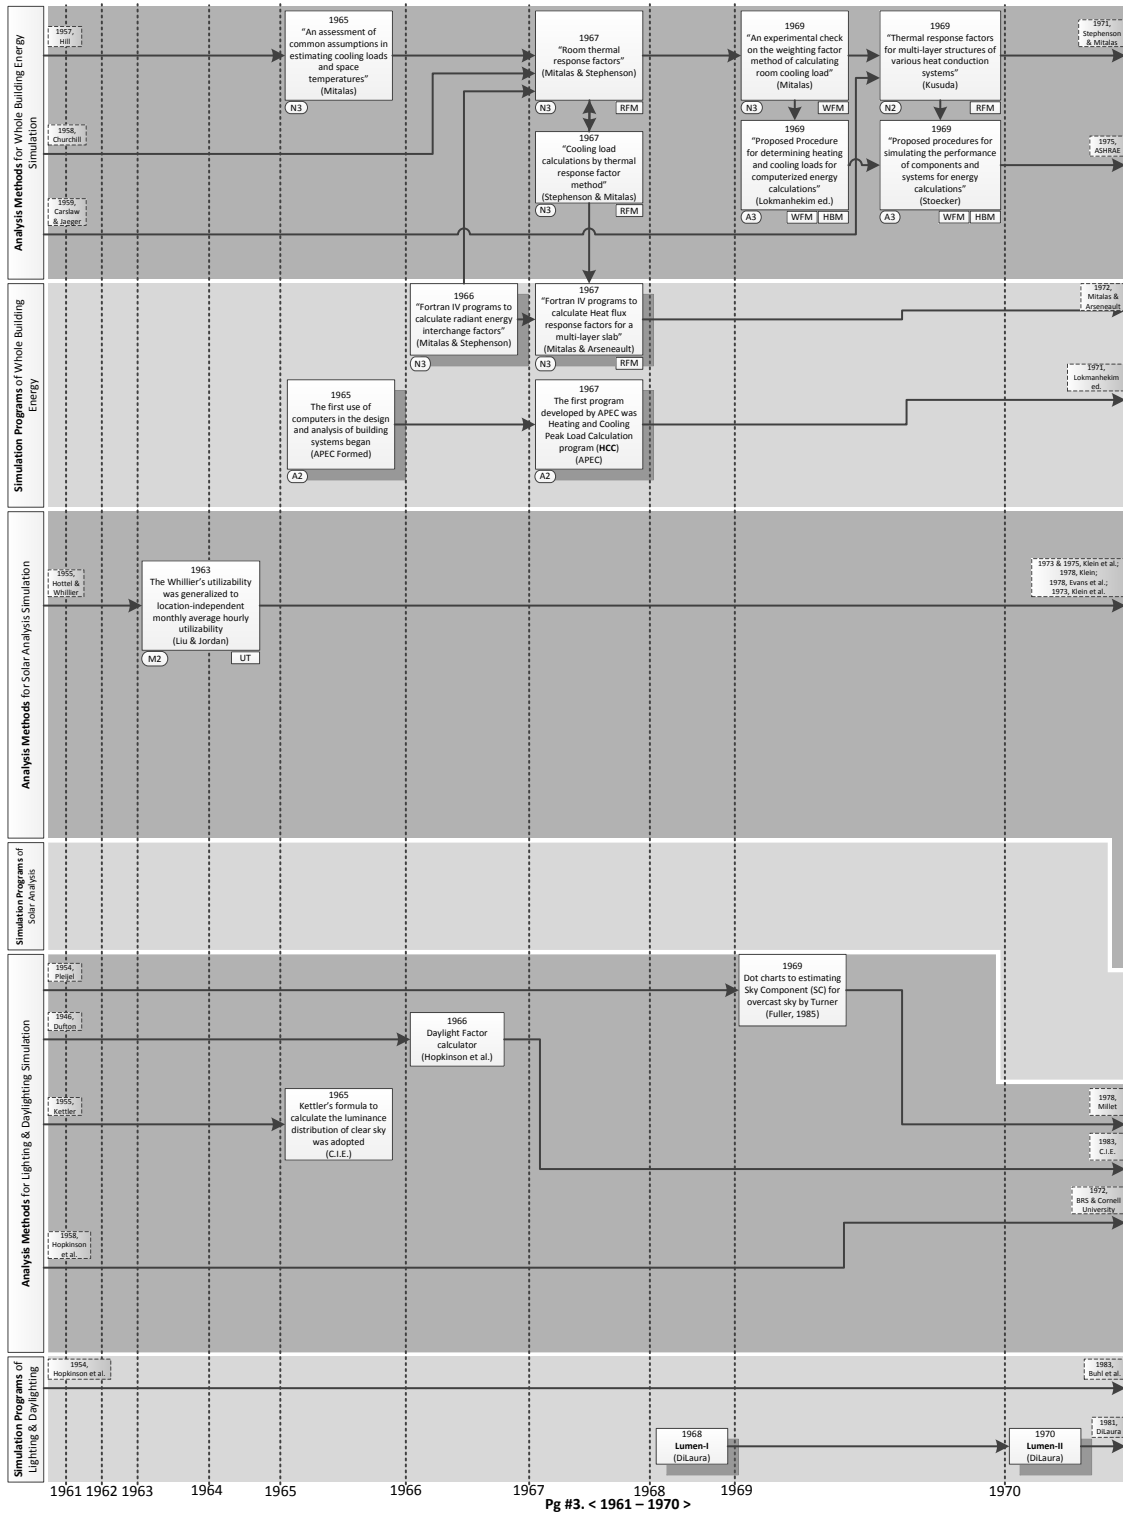 Analysis Methods for Whole Building Energy
Simulation
1957,
Hill
1958,
Churchill
1959,
Carslaw
& Jaeger
1965
“An assessment of
common assumptions in
estimating cooling loads
and space
temperatures”
(Mitalas)
N3
1967
“Room thermal
response factors”
(Mitalas & Stephenson)
N3
RFM
1967
“Cooling load
calculations by thermal
response factor
method”
(Stephenson & Mitalas)
N3
RFM
1969
“An experimental check
on the weighting factor
method of calculating
room cooling load”
(Mitalas)
N3
WFM
1969
“Proposed Procedure
for determining heating
and cooling loads for
computerized energy
calculations”
(Lokmanhekim ed.)
A3
WFM
HBM
1969
“Thermal response factors
for multi-layer structures of
various heat conduction
systems”
(Kusuda)
N2
RFM
1969
“Proposed procedures for
simulating the performance
of components and
systems for energy
calculations”
(Stoecker)
A3
WFM
HBM
1971,
Stephenson
& Mitalas
1975,
ASHRAE
Simulation Programs of Whole Building
Energy
1966
“Fortran IV programs to
calculate radiant energy
interchange factors”
(Mitalas & Stephenson)
N3
1967
“Fortran IV programs to
calculate Heat flux
response factors for a
multi-layer slab”
(Mitalas & Arseneault)
N3
RFM
1965
The first use of
computers in the design
and analysis of building
systems began
(APEC Formed)
A2
1967
The first program
developed by APEC was
Heating and Cooling
Peak Load Calculation
program (HCC)
(APEC)
A2
1972,
Mitalas &
Arseneault
1971,
Lokmanhekim
ed.
Analysis Methods for Solar Analysis Simulation
1955,
Hottel &
Whillier
1963
The Whillier’s utilizability
was generalized to
location-independent
monthly average hourly
utilizability
(Liu & Jordan)
M2
UT
1973 & 1975, Klein et al.;
1978, Klein;
1978, Evans et al.;
1973, Klein et al.
Simulation Programs of
Solar Analysis
Analysis Methods for Lighting & Daylighting Simulation
1954,
Pleijel
1946,
Dufton
1955,
Kettler
1958,
Hopkinson
et al.
1969
Dot charts to estimating
Sky Component (SC) for
overcast sky by Turner
(Fuller, 1985)
1966
Daylight Factor
calculator
(Hopkinson et al.)
1965
Kettler’s formula to
calculate the luminance
distribution of clear sky
was adopted
(C.I.E.)
1978,
Millet
1983,
C.I.E.
1972,
BRS & Cornell
University
Simulation Programs of
Lighting & Daylighting
1954,
Hopkinson et al.
1983,
Buhl et al.
1968
Lumen-I
(DiLaura)
1970
Lumen-II
(DiLaura)
1981,
DiLaura
1961 1962 1963 1964 1965 1966 1967 1968 1969 1970
Pg #3. < 1961 – 1970 >